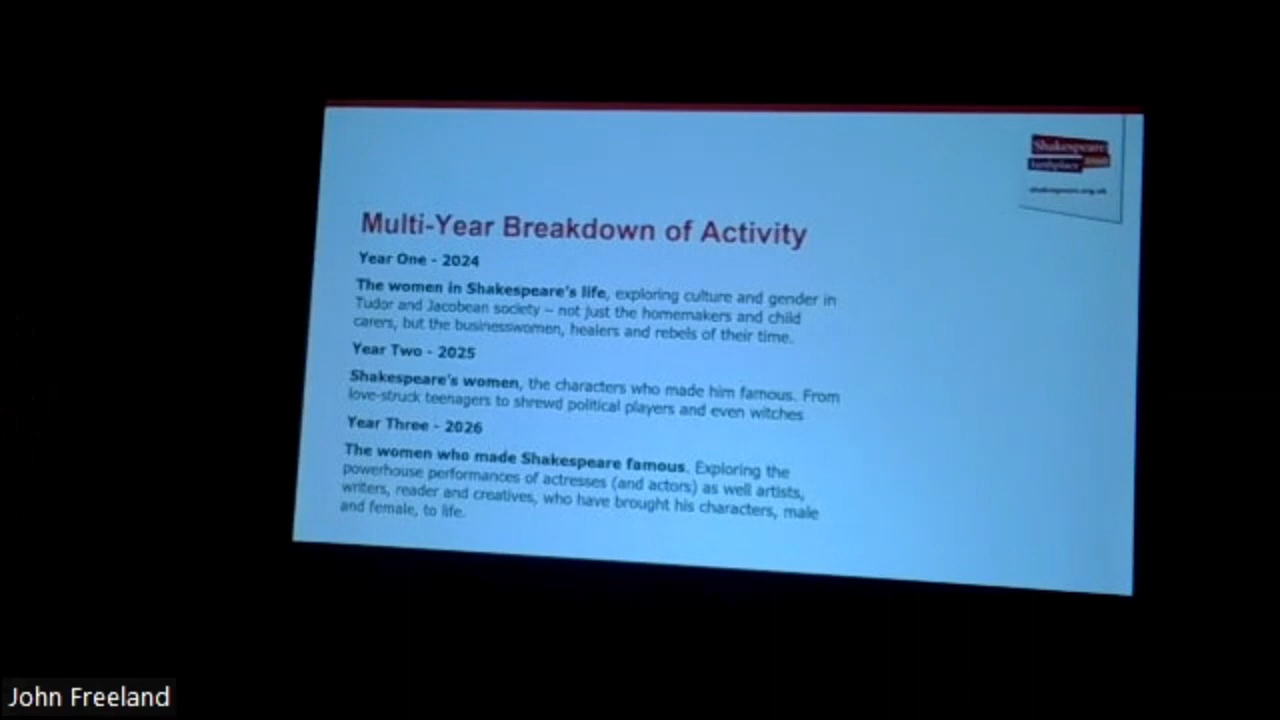 Shakespeare
birthplace trust
shakespeare.org.uk
Multi-Year Breakdown of Activity
Year One - 2024
The women in Shakespeare's life, exploring culture and gender in
Tudor and Jacobean society – not just the homemakers and child
carers, but the businesswomen, healers and rebels of their time.
Year Two - 2025
Shakespeare's women, the characters who made him famous. From
love-struck teenagers to shrewd political players and even witches
Year Three - 2026
The women who made Shakespeare famous. Exploring the
powerhouse performances of actresses (and actors) as well artists,
writers, reader and creatives, who have brought his characters, male
and female, to life.
John Freeland